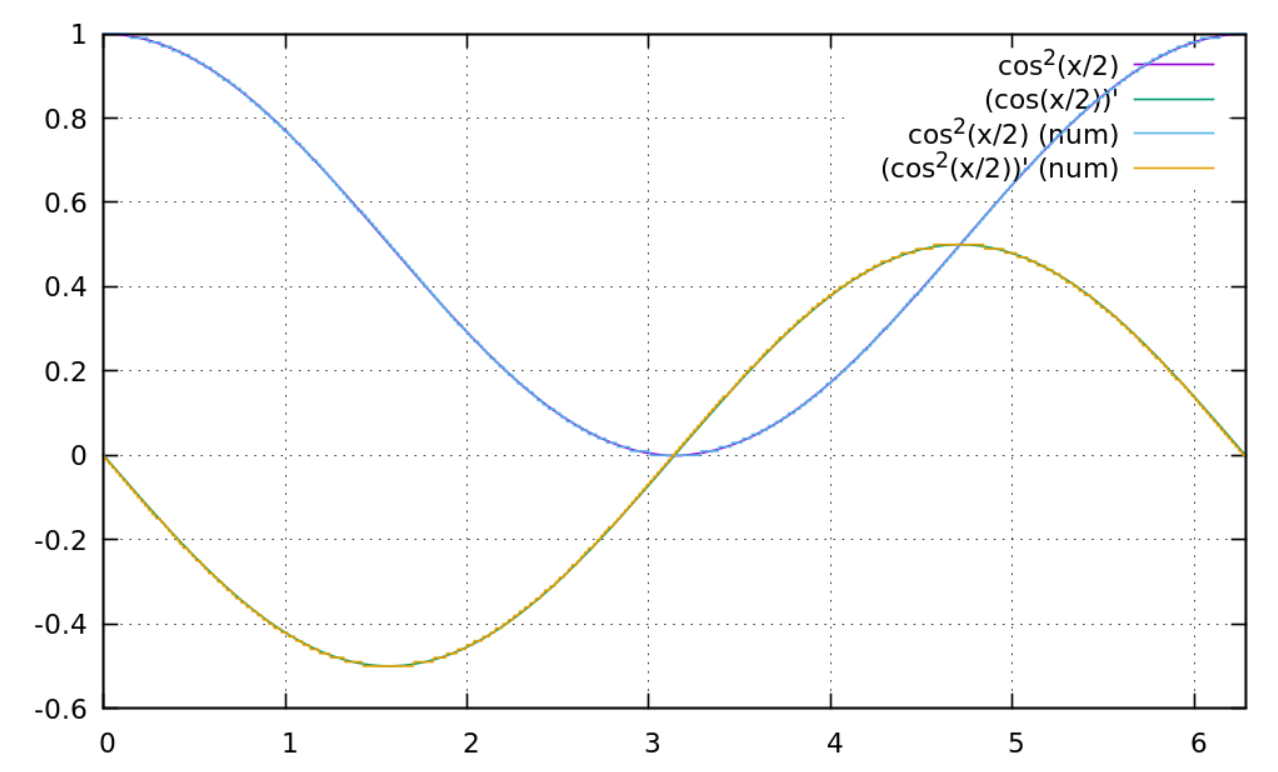 1
0.8
0.6
0.4
0.2
0
-0.2
-0.4
-0.6
cos²(x/2)
(cos(x/2))'
cos²(x/2) (num)
(cos²(x/2))' (num)
0 1 2 3 4 5 6